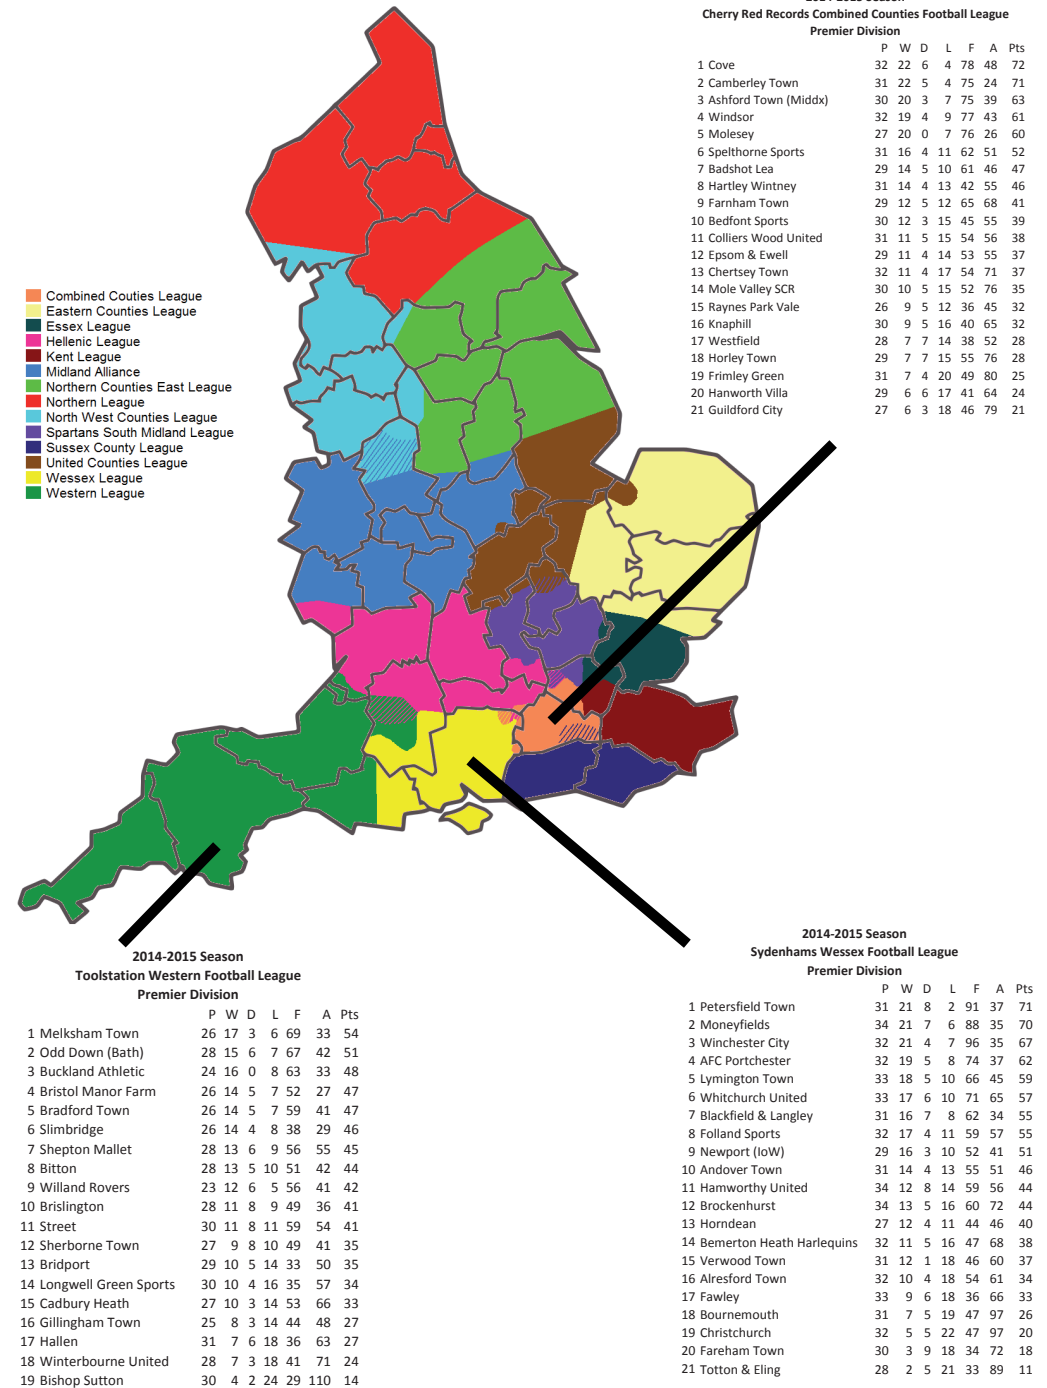 Cherry Red Records Combined Counties Football League
Premier Division
P W D L F A Pts
1 Cove 32 22 6 4 78 48 72
2 Camberley Town 31 22 5 4 75 24 71
3 Ashford Town (Middx) 30 20 3 7 75 39 63
4 Windsor 32 19 4 9 77 43 61
5 Molesey 27 20 0 7 76 26 60
6 Spelthorne Sports 31 16 4 11 62 51 52
7 Badshot Lea 29 14 5 10 61 46 47
8 Hartley Wintney 31 14 4 13 42 55 46
9 Farnham Town 29 12 5 12 65 68 41
10 Bedfont Sports 30 12 3 15 45 55 39
11 Colliers Wood United 31 11 5 15 54 56 38
12 Epsom & Ewell 29 11 4 14 53 55 37
13 Chertsey Town 32 11 4 17 54 71 37
14 Mole Valley SCR 30 10 5 15 52 76 35
15 Raynes Park Vale 26 9 5 12 36 45 32
16 Knaphill 30 9 5 16 40 65 32
17 Westfield 28 7 7 14 38 52 28
18 Horley Town 29 7 7 15 55 76 28
19 Frimley Green 31 7 4 20 49 80 25
20 Hanworth Villa 29 6 6 17 41 64 24
21 Guildford City 27 6 3 18 46 79 21
Combined Couties League
Eastern Counties League
Essex League
Hellenic League
Kent League
Midland Alliance
Northern Counties East League
Northern League
North West Counties League
Spartans South Midland League
Sussex County League
United Counties League
Wessex League
Western League
2014-2015 Season
Toolstation Western Football League
Premier Division
P W D L F A Pts
1 Melksham Town 26 17 3 6 69 33 54
2 Odd Down (Bath) 28 15 6 7 67 42 51
3 Buckland Athletic 24 16 0 8 63 33 48
4 Bristol Manor Farm 26 14 5 7 52 27 47
5 Bradford Town 26 14 5 7 59 41 47
6 Slimbridge 26 14 4 8 38 29 46
7 Shepton Mallet 28 13 6 9 56 55 45
8 Bitton 28 13 5 10 51 42 44
9 Willand Rovers 23 12 6 5 56 41 42
10 Brislington 28 11 8 9 49 36 41
11 Street 30 11 8 11 59 54 41
12 Sherborne Town 27 9 8 10 49 41 35
13 Bridport 29 10 5 14 33 50 35
14 Longwell Green Sports 30 10 4 16 35 57 34
15 Cadbury Heath 27 10 3 14 53 66 33
16 Gillingham Town 25 8 3 14 44 48 27
17 Hallen 31 7 6 18 36 63 27
18 Winterbourne United 28 7 3 18 41 71 24
19 Bishop Sutton 30 4 2 24 29 110 14
2014-2015 Season
Sydenhams Wessex Football League
Premier Division
P W D L F A Pts
1 Petersfield Town 31 21 8 2 91 37 71
2 Moneyfields 34 21 7 6 88 35 70
3 Winchester City 32 21 4 7 96 35 67
4 AFC Portchester 32 19 5 8 74 37 62
5 Lymington Town 33 18 5 10 66 45 59
6 Whitchurch United 33 17 6 10 71 65 57
7 Blackfield & Langley 31 16 7 8 62 34 55
8 Folland Sports 32 17 4 11 59 57 55
9 Newport (IoW) 29 16 3 10 52 41 51
10 Andover Town 31 14 4 13 55 51 46
11 Hamworthy United 34 12 8 14 59 56 44
12 Brockenhurst 34 13 5 16 60 72 44
13 Horndean 27 12 4 11 44 46 40
14 Bemerton Heath Harlequins 32 11 5 16 47 68 38
15 Verwood Town 31 12 1 18 46 60 37
16 Alresford Town 32 10 4 18 54 61 34
17 Fawley 33 9 6 18 36 66 33
18 Bournemouth 31 7 5 19 47 97 26
19 Christchurch 32 5 5 22 47 97 20
20 Fareham Town 30 3 9 18 34 72 18
21 Totton & Eling 28 2 5 21 33 89 11